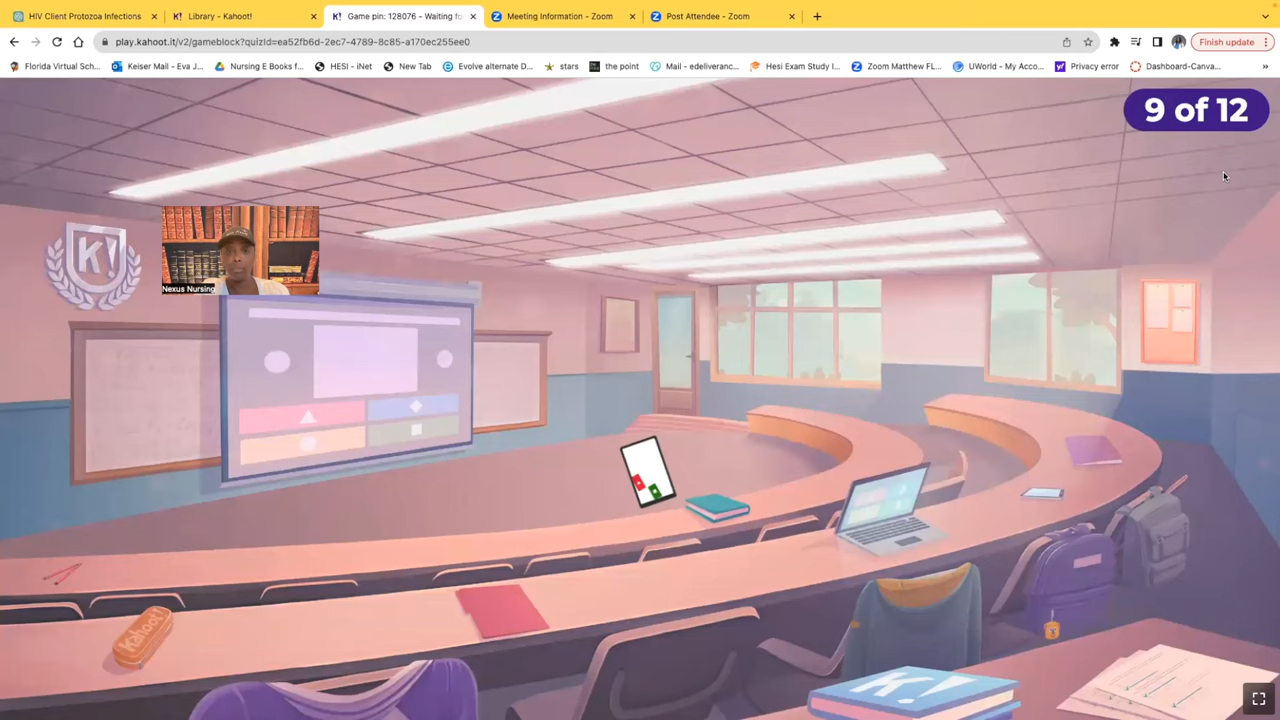 HIV Client Protozoa Infections
Library - Kahoot!
Game pin: 128076 - Waiting fo
Meeting Information - Zoom
Post Attendee - Zoom
play.kahoot.it/v2/gameblock?quizId=ea52fb6d-2ec7-4789-8c85-a170ec255ee0
Finish update
Florida Virtual Sch...
Keiser Mail - Eva J...
Nursing E Books f...
HESI - iNet
New Tab
Evolve alternate D...
stars
the point
Mail - edeliveranc...
Hesi Exam Study I...
Zoom Matthew FL...
UWorld - My Acco...
Privacy error
Dashboard-Canva...
»
9 of 12
K!
Nexus Nursing
Kahoot!
K!